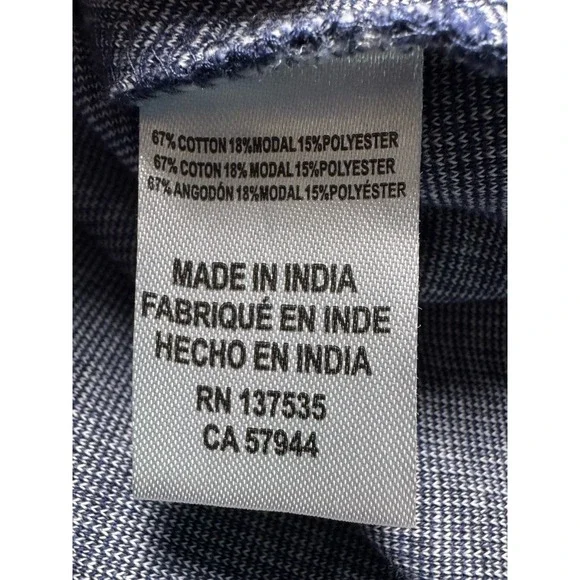 67% COTTON 18%MODAL 15%POLYESTER
67% COTON 18% MODAL 15%POLYESTER
67% ANGODÓN 18%MODAL 15%POLYÉSTER
MADE IN INDIA
FABRIQUÉ EN INDE
HECHO EN INDIA
RN 137535
CA 57944